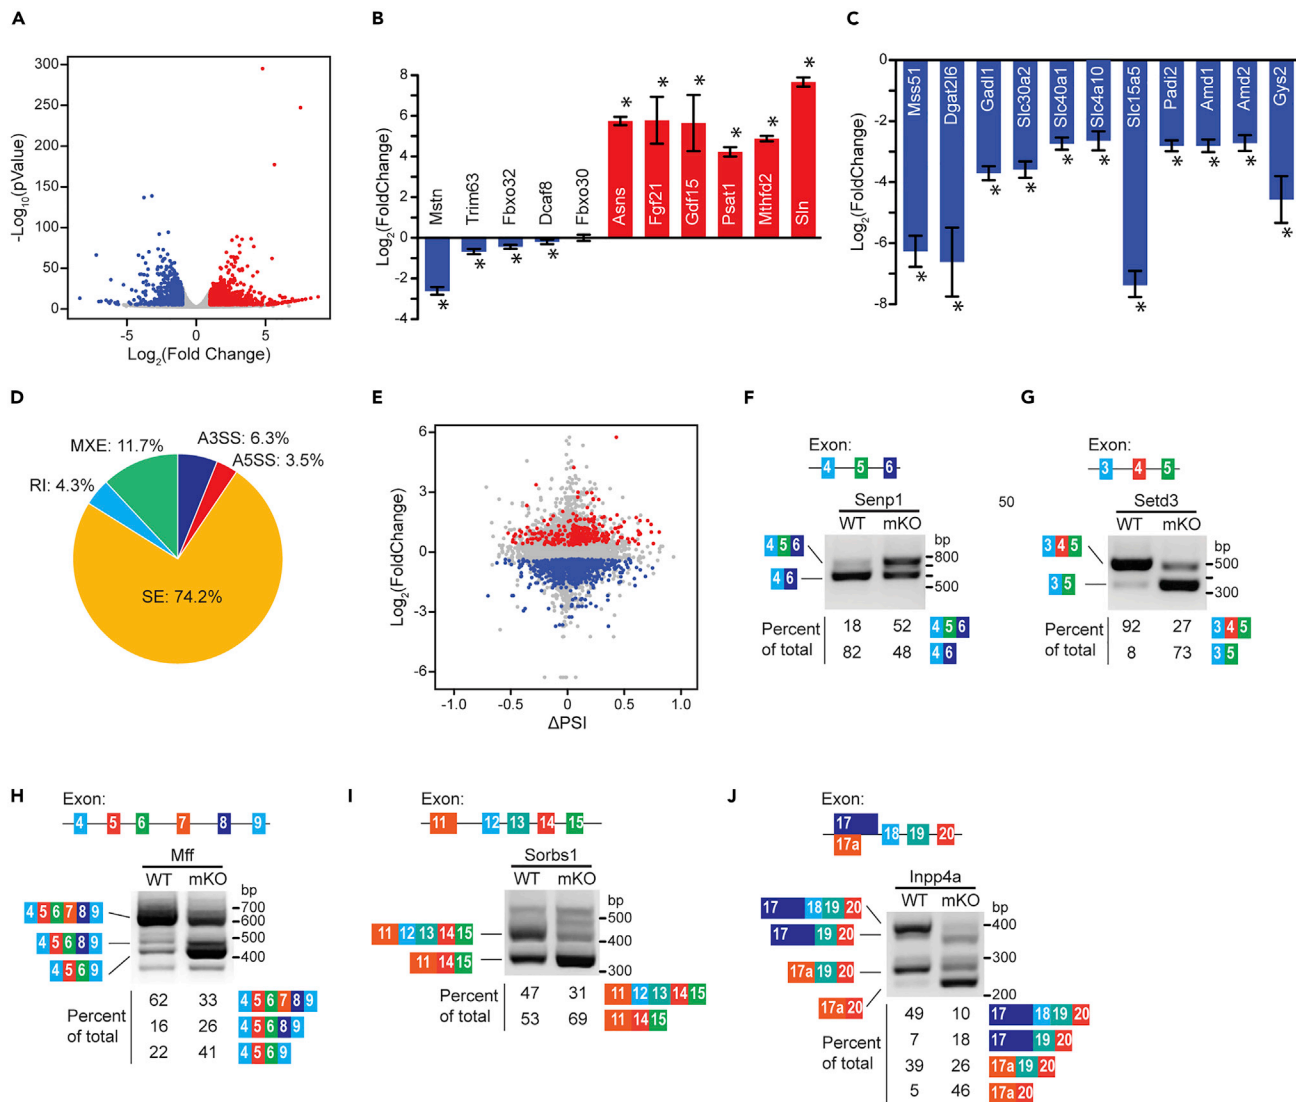 A
-Log10(pValue)
300
250
200
150
100
50
0
-5
0
5
Log2(Fold Change)
B
Log2(FoldChange)
8
6
4
2
0
-2
-4
Mstn
Trim63
Fbxo32
Dcaf8
Fbxo30
Asns
Fgf21
Gdf15
Psat1
Mthfd2
Sln
* * * * * * * * * *
C
Log2(FoldChange)
0
-2
-4
-6
-8
Mss51
Dgat2l6
Gadl1
Slc30a2
Slc40a1
Slc4a10
Slc15a5
Padi2
Amd1
Amd2
Gys2
* * * * * * * * * * *
D
MXE: 11.7%
A3SS: 6.3%
A5SS: 3.5%
RI: 4.3%
SE: 74.2%
E
Log2(FoldChange)
6
3
0
-3
-6
-1.0
-0.5
0
0.5
1.0
ΔPSI
F
Exon:
4 5 6
Senp1
WT mKO
bp
4 5 6
800
4 6
500
Percent of total
18 52 4 5 6
82 48 4 6
G
Exon:
3 4 5
50
Setd3
WT mKO
bp
3 4 5
500
3 5
300
Percent of total
92 27 3 4 5
8 73 3 5
H
Exon:
4 5 6 7 8 9
Mff
WT mKO
bp
700
4 5 6 7 8 9
600
4 5 6 8 9
500
4 5 6 9
400
Percent of total
62 33 4 5 6 7 8 9
16 26 4 5 6 8 9
22 41 4 5 6 9
I
Exon:
11 12 13 14 15
Sorbs1
WT mKO
bp
500
11 12 13 14 15
400
11 14 15
300
Percent of total
47 31 11 12 13 14 15
53 69 11 14 15
J
Exon:
17
17a
18 19 20
Inpp4a
WT mKO
bp
17 18 19 20
400
17 19 20
17a 19 20
300
17a 20
200
Percent of total
49 10 17 18 19 20
7 18 17 19 20
39 26 17a 19 20
5 46 17a 20